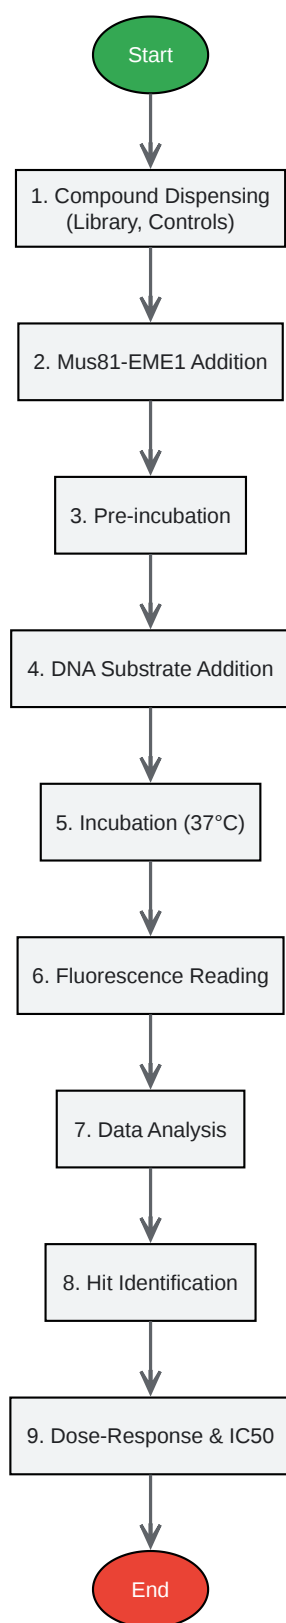 Start
1. Compound Dispensing
(Library, Controls)
2. Mus81-EME1 Addition
3. Pre-incubation
4. DNA Substrate Addition
5. Incubation (37°C)
6. Fluorescence Reading
7. Data Analysis
8. Hit Identification
9. Dose-Response & IC50
End